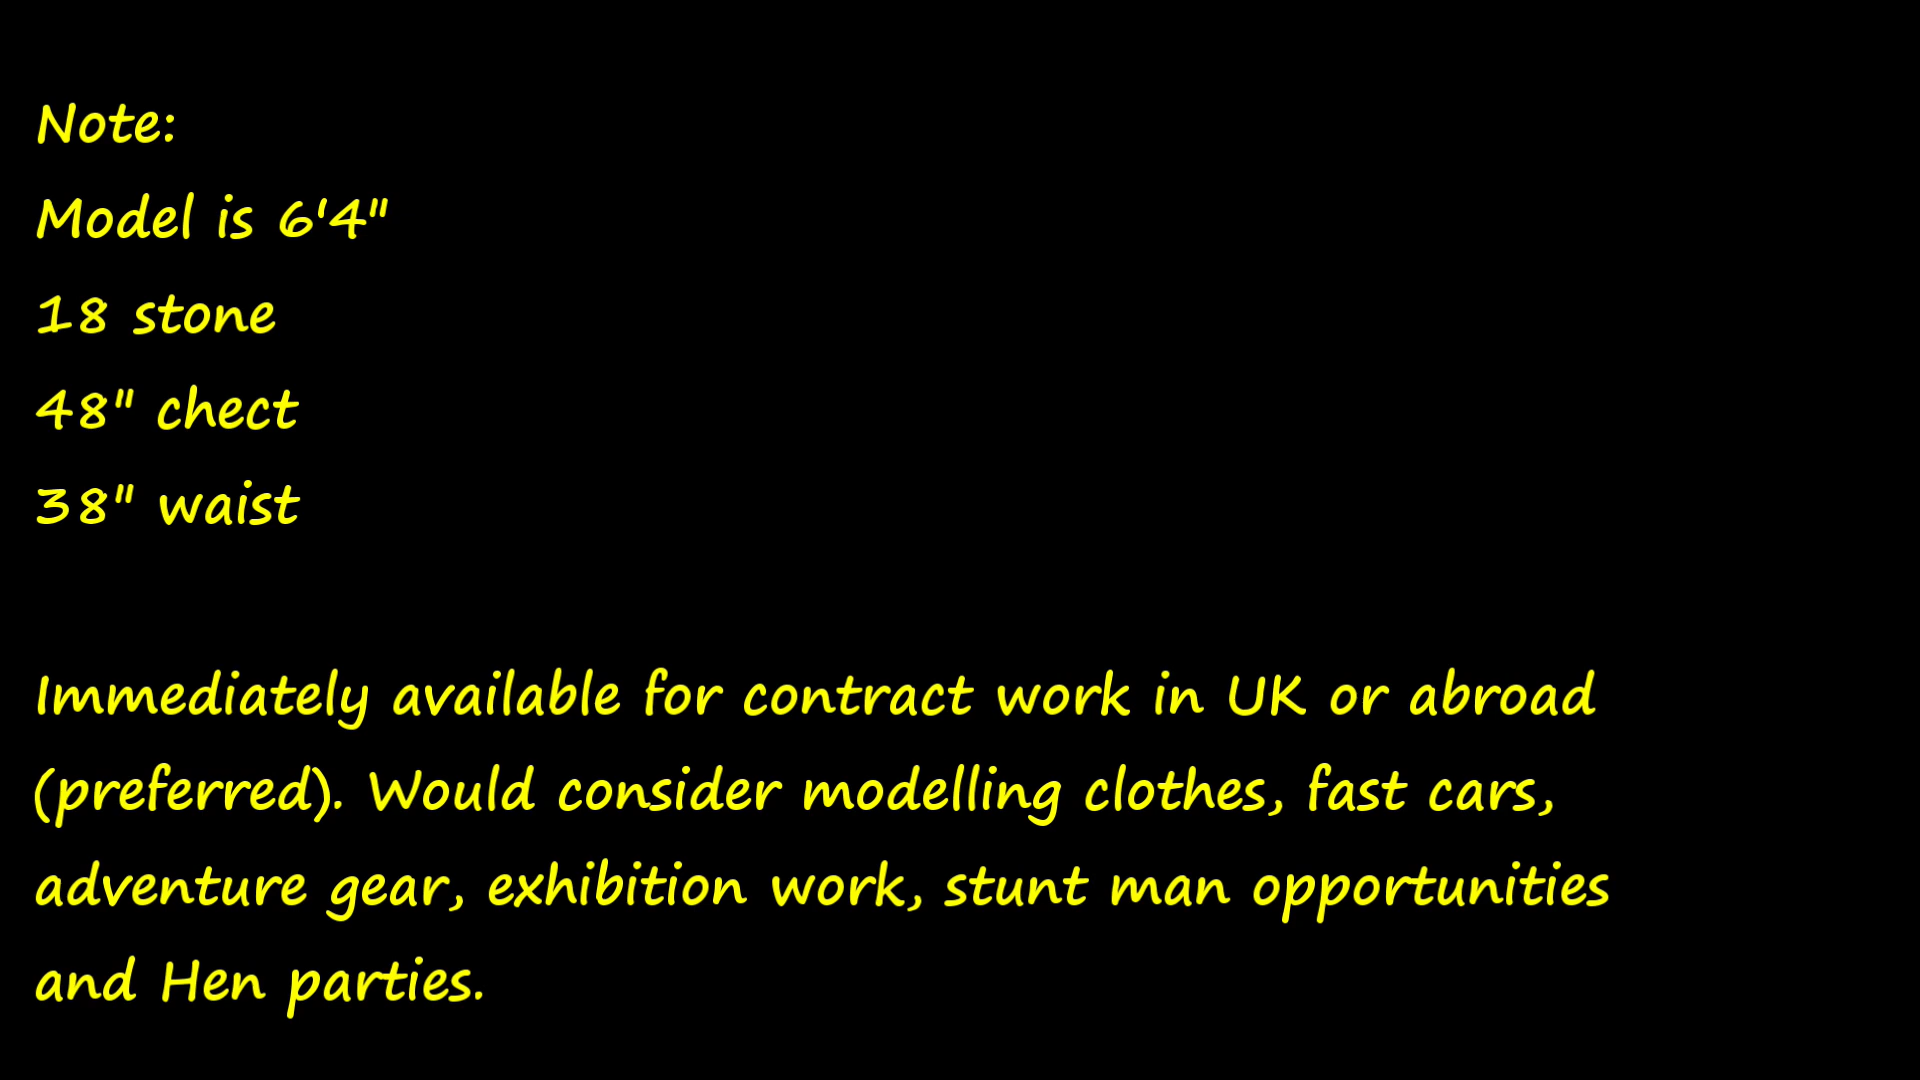 Note:
Model is 6'4"
18 stone
48" chect
38" waist
Immediately available for contract work in UK or abroad
(preferred). Would consider modelling clothes, fast cars,
adventure gear, exhibition work, stunt man opportunities
and Hen parties.